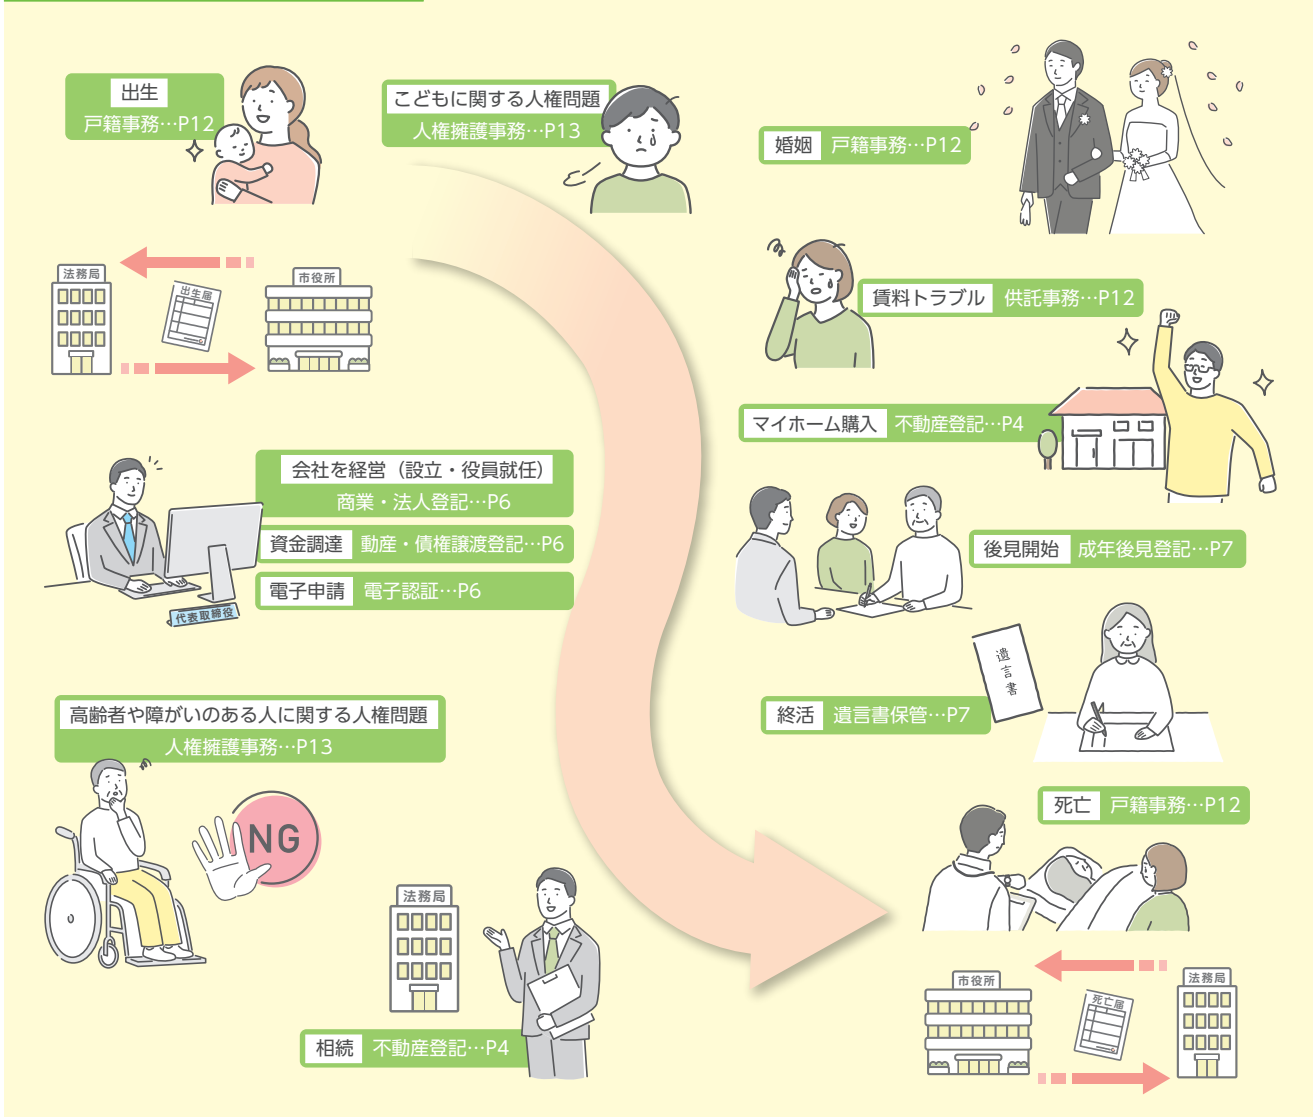 出生
戸籍事務…P12
こどもに関する人権問題
人権擁護事務…P13
婚姻 戸籍事務…P12
法務局
出生届
市役所
賃料トラブル 供託事務…P12
マイホーム購入 不動産登記…P4
会社を経営（設立・役員就任）
商業・法人登記…P6
資金調達 動産・債権譲渡登記…P6
電子申請 電子認証…P6
代表取締役
後見開始 成年後見登記…P7
遺言書
終活 遺言書保管…P7
高齢者や障がいのある人に関する人権問題
人権擁護事務…P13
NG
死亡 戸籍事務…P12
法務局
相続 不動産登記…P4
市役所
死亡届
法務局